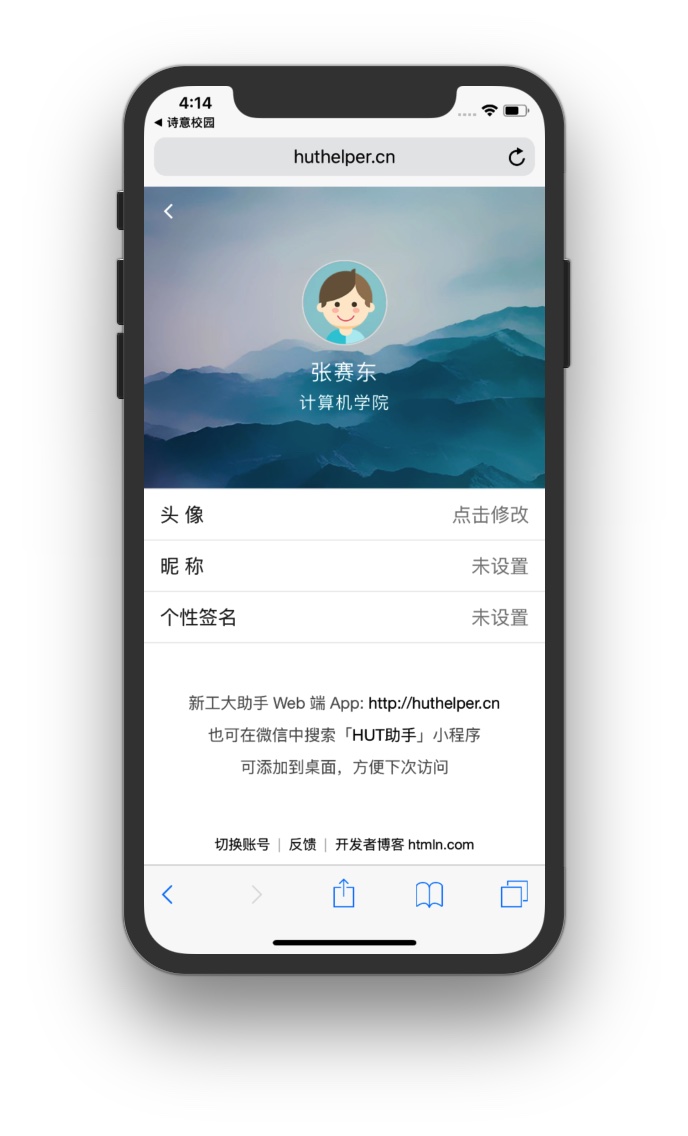 4:14
诗意校园
huthelper.cn
张赛东
计算机学院
头 像 点击修改
昵 称 未设置
个性签名 未设置
新工大助手 Web 端 App: http://huthelper.cn
也可在微信中搜索「HUT助手」小程序
可添加到桌面，方便下次访问
切换账号 | 反馈 | 开发者博客 htmln.com